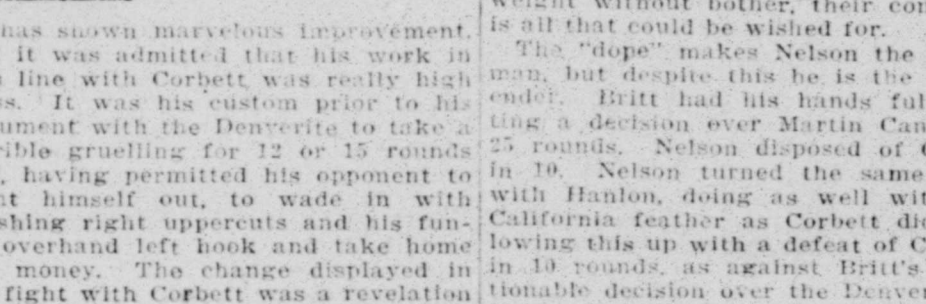 has shown marvelous improvement.
it was admitted that his work in
line with Corbett was really high
It was his custom prior to his
ument with the Denverite to take a
rible gruelling for 12 or 15 rounds
, having permitted his opponent to
himself out, to wade in with
shing right uppercuts and his fun-
overhand left hook and take home
money. The change displayed in
fight with Corbett was a revelation
weight without bother, their con
is all that could be wished for.
The "dope" makes Nelson the
man, but despite this he is the
ender. Britt had his hands ful
ting a decision over Martin Can
25 rounds. Nelson disposed of C
in 10. Nelson turned the same
with Hanlon, doing as well wit
California feather as Corbett did
lowing this up with a defeat of C
in 10 rounds, as against Britt's
tionable decision over the Denver